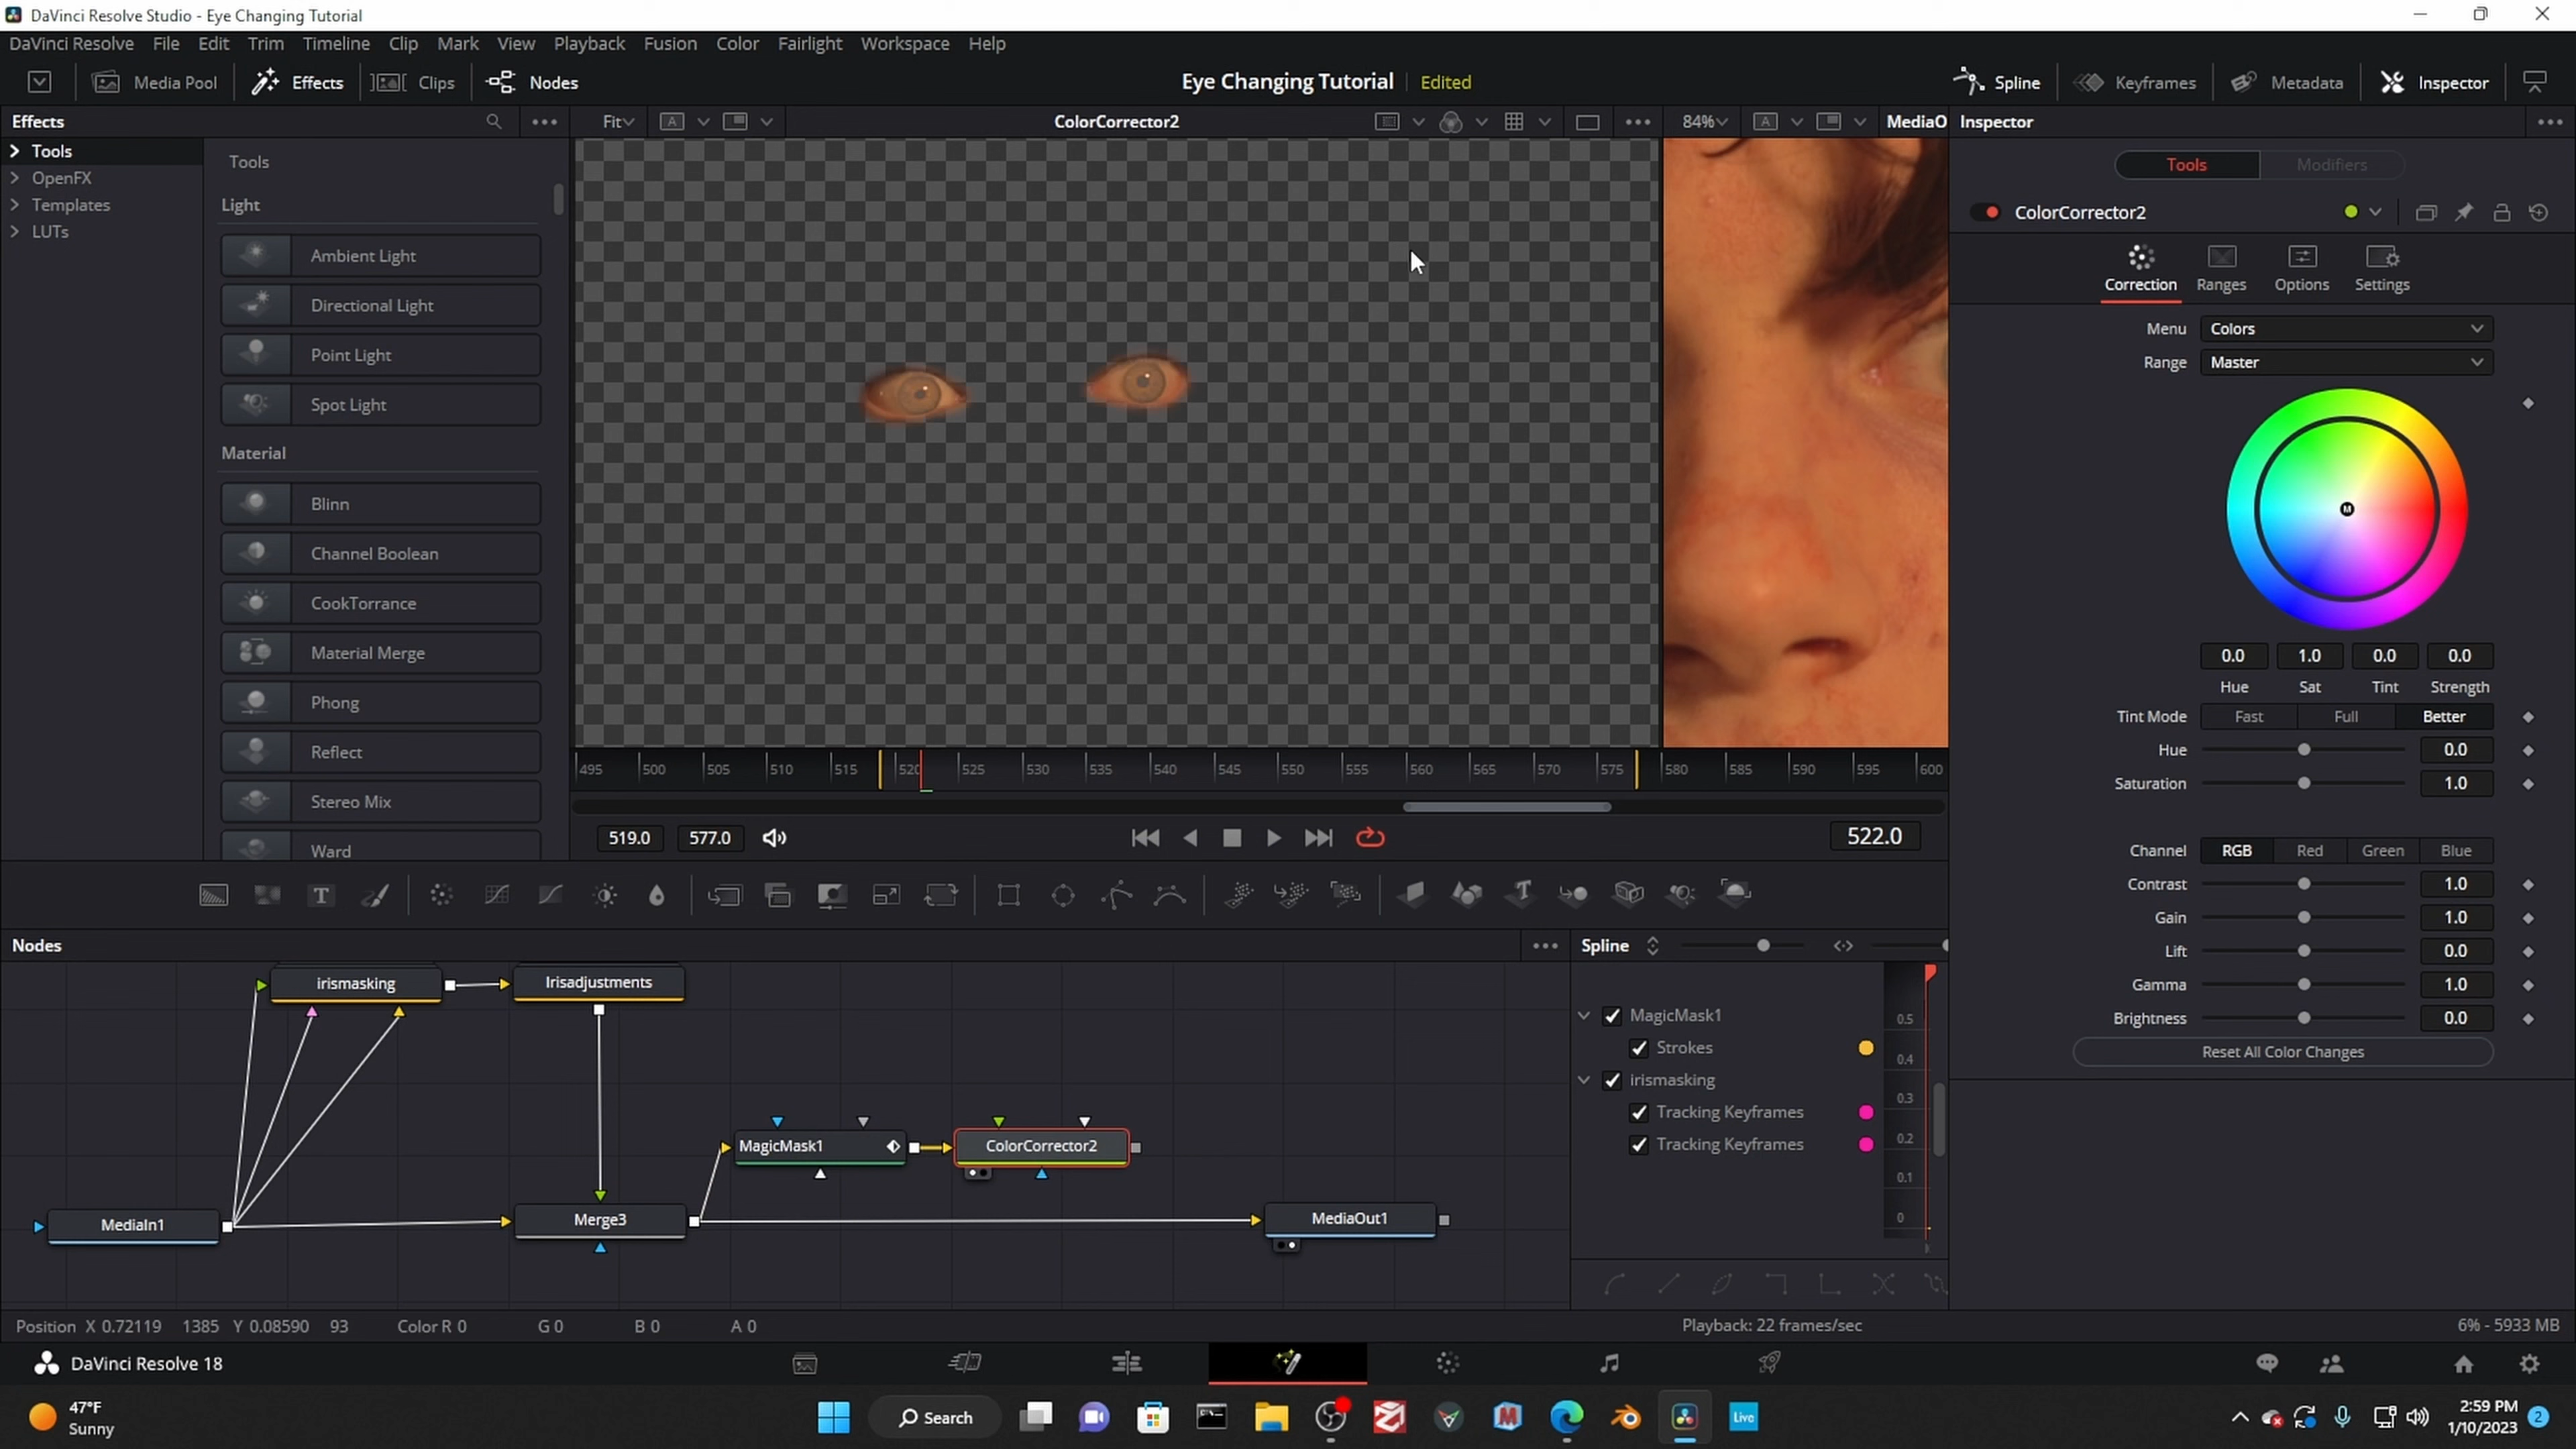 DaVinci Resolve Studio - Eye Changing Tutorial
DaVinci Resolve File Edit Trim Timeline Clip Mark View Playback Fusion Color Fairlight Workspace Help
Media Pool Effects Clips Nodes Eye Changing Tutorial Edited Spline Keyframes Metadata Inspector
Effects Fit A ColorCorrector2 84% A MediaO Inspector
Tools
OpenFX
Templates
LUTs
Tools
Light
Ambient Light
Directional Light
Point Light
Spot Light
Material
Blinn
Channel Boolean
CookTorrance
Material Merge
Phong
Reflect
Stereo Mix
Ward
Tools Modifiers
ColorCorrector2
Correction Ranges Options Settings
Menu Colors
Range Master
M
0.0 1.0 0.0 0.0
Hue Sat Tint Strength
Tint Mode Fast Full Better
Hue 0.0
Saturation 1.0
Channel RGB Red Green Blue
Contrast 1.0
Gain 1.0
Lift 0.0
Gamma 1.0
Brightness 0.0
Reset All Color Changes
495 500 505 510 515 520 525 530 535 540 545 550 555 560 565 570 575 580 585 590 595 600
519.0 577.0 522.0
T
Nodes
irismasking Irisadjustments
MagicMask1 ColorCorrector2
MediaIn1 Merge3 MediaOut1
Spline
MagicMask1
Strokes
irismasking
Tracking Keyframes
Tracking Keyframes
0.5
0.4
0.3
0.2
0.1
0
Position X 0.72119 1385 Y 0.08590 93 Color R 0 G 0 B 0 A 0 Playback: 22 frames/sec 6% - 5933 MB
DaVinci Resolve 18
47°F
Sunny
Search
Live
2:59 PM
1/10/2023
2